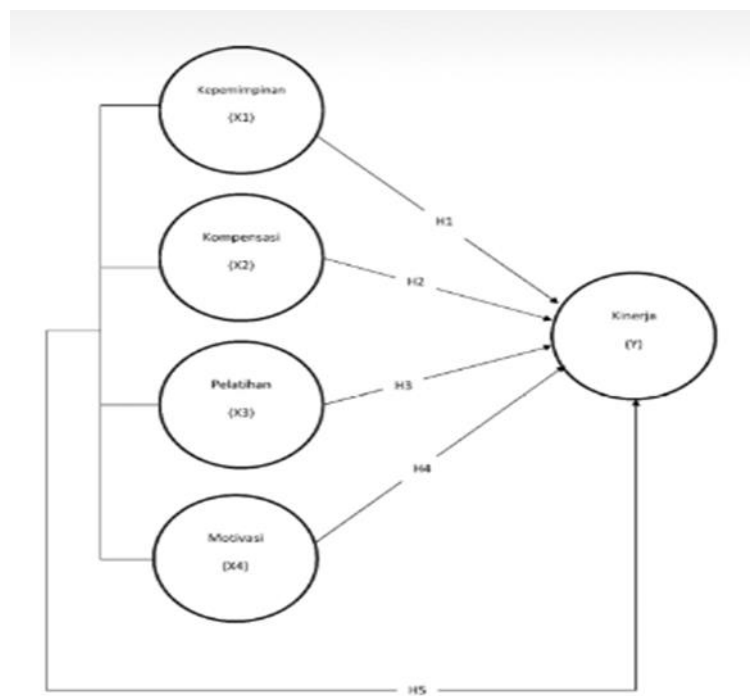 Kepemimpinan
(X1)
H1
Kompensasi
(X2)
H2
Kinerja
(Y)
Pelatihan
(X3)
H3
H4
Motivasi
(X4)
H5